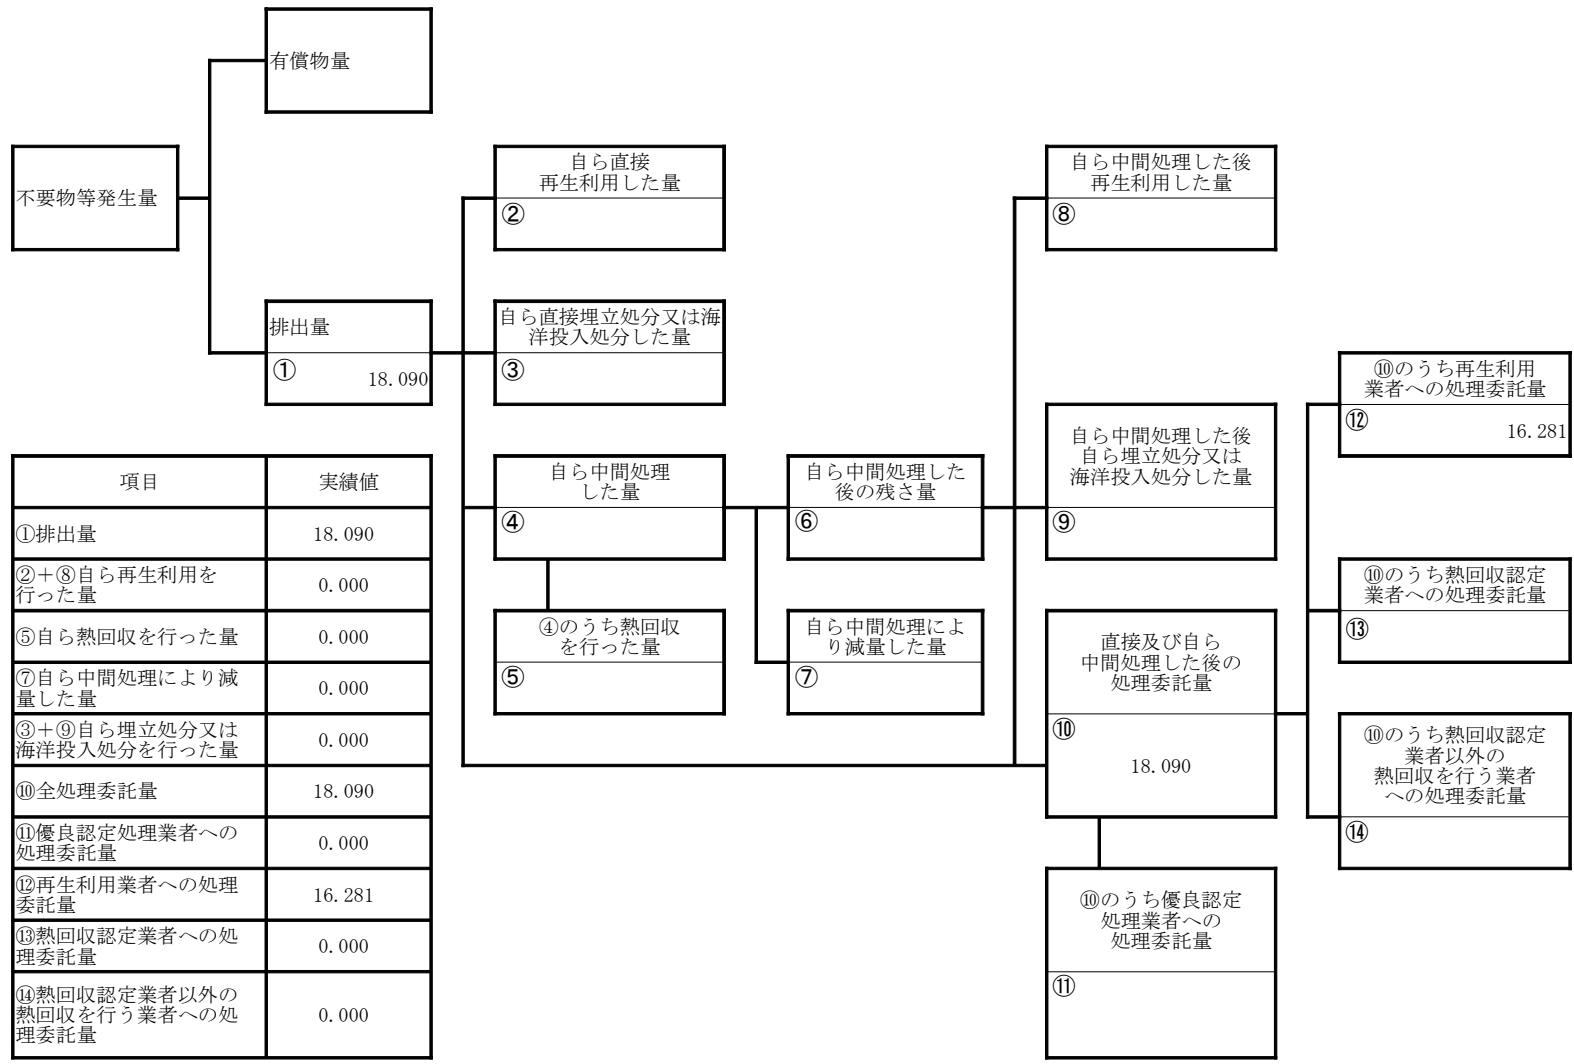 有償物量
不要物等発生量
自ら直接
再生利用した量
②
自ら中間処理した後
再生利用した量
⑧
排出量
①
18.090
自ら直接埋立処分又は海
洋投入処分した量
③
⑩のうち再生利用
業者への処理委託量
⑫
16.281
自ら中間処理
した量
④
自ら中間処理した
後の残さ量
⑥
自ら中間処理した後
自ら埋立処分又は
海洋投入処分した量
⑨
⑩のうち熱回収認定
業者への処理委託量
⑬
④のうち熱回収
を行った量
⑤
自ら中間処理によ
り減量した量
⑦
直接及び自ら
中間処理した後の
処理委託量
⑩
18.090
⑩のうち熱回収認定
業者以外の
熱回収を行う業者
への処理委託量
⑭
⑩のうち優良認定
処理業者への
処理委託量
⑪
項目
実績値
①排出量
18.090
②+⑧自ら再生利用を
行った量
0.000
⑤自ら熱回収を行った量
0.000
⑦自ら中間処理により減
量した量
0.000
③+⑨自ら埋立処分又は
海洋投入処分を行った量
0.000
⑩全処理委託量
18.090
⑪優良認定処理業者への
処理委託量
0.000
⑫再生利用業者への処理
委託量
16.281
⑬熱回収認定業者への処
理委託量
0.000
⑭熱回収認定業者以外の
熱回収を行う業者への処
理委託量
0.000